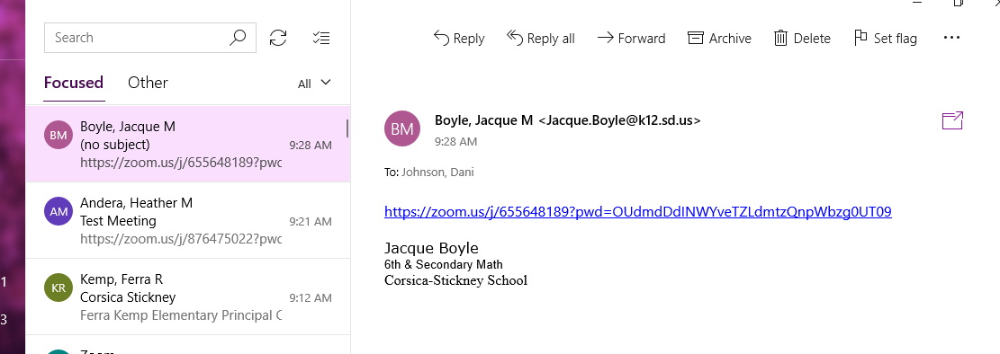 Search
Focused
Other
All
BM
Boyle, Jacque M
(no subject)
9:28 AM
https://zoom.us/j/655648189?pwc
AM
Andera, Heather M
Test Meeting
9:21 AM
https://zoom.us/j/876475022?pwc
KR
Kemp, Ferra R
Corsica Stickney
9:12 AM
Ferra Kemp Elementary Principal C
1
3
Reply
Reply all
Forward
Archive
Delete
Set flag
BM
Boyle, Jacque M <Jacque.Boyle@k12.sd.us>
9:28 AM
To: Johnson, Dani
https://zoom.us/j/655648189?pwd=OUdmdDdlNWYveTZLdmtzQnpWbzg0UT09
Jacque Boyle
6th & Secondary Math
Corsica-Stickney School